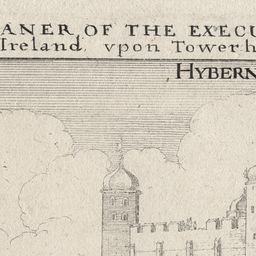 ANER OF THE EXECU
Ireland, vpon Towerh
HYBERN